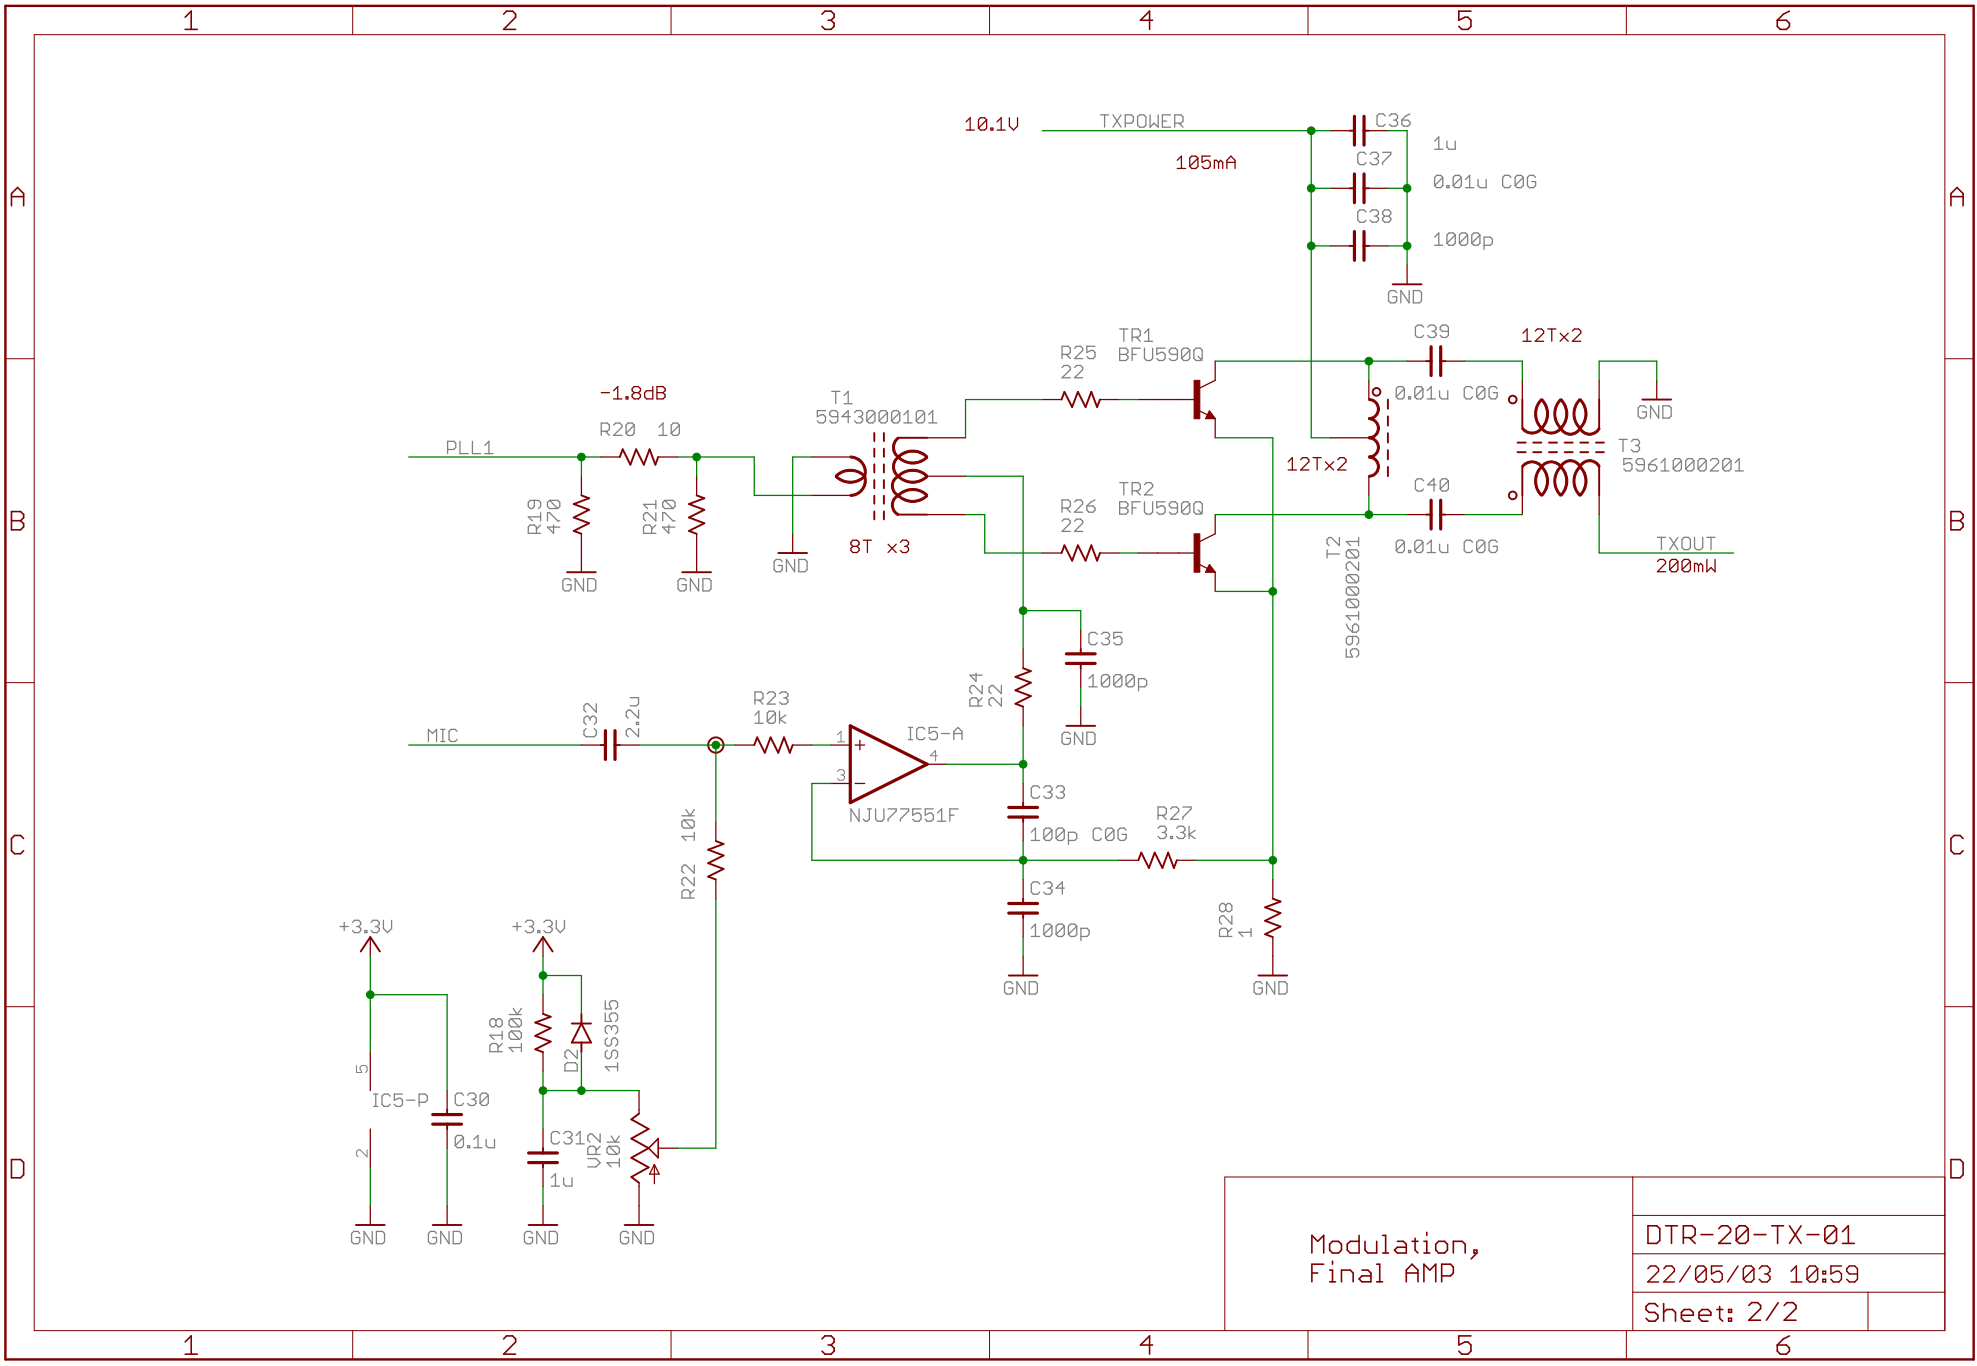 1 2 3 4 5 6
A A
B B
C C
D D
10.1V
TXPOWER
105mA
C36
1u
C37
0.01u C0G
C38
1000p
GND
TR1
BFU590Q
R25
22
C39
0.01u C0G
12Tx2
GND
-1.8dB
R20 10
PLL1
R19
470
R21
470
GND
GND
T1
5943000101
GND
8T x3
TR2
BFU590Q
R26
22
12Tx2
T2
5961000201
C40
0.01u C0G
T3
5961000201
TXOUT
200mW
C35
1000p
GND
R24
22
MIC
C32
2.2u
R23
10k
1
3
4
IC5-A
NJU77551F
C33
100p C0G
R27
3.3k
R22 10k
C34
1000p
GND
R28
1
GND
+3.3V
5
IC5-P
2
C30
0.1u
GND
GND
+3.3V
R18
100k
D2
1SS355
C31
1u
VR2
10k
GND
GND
Modulation,
Final AMP
DTR-20-TX-01
22/05/03 10:59
Sheet: 2/2
1 2 3 4 5 6